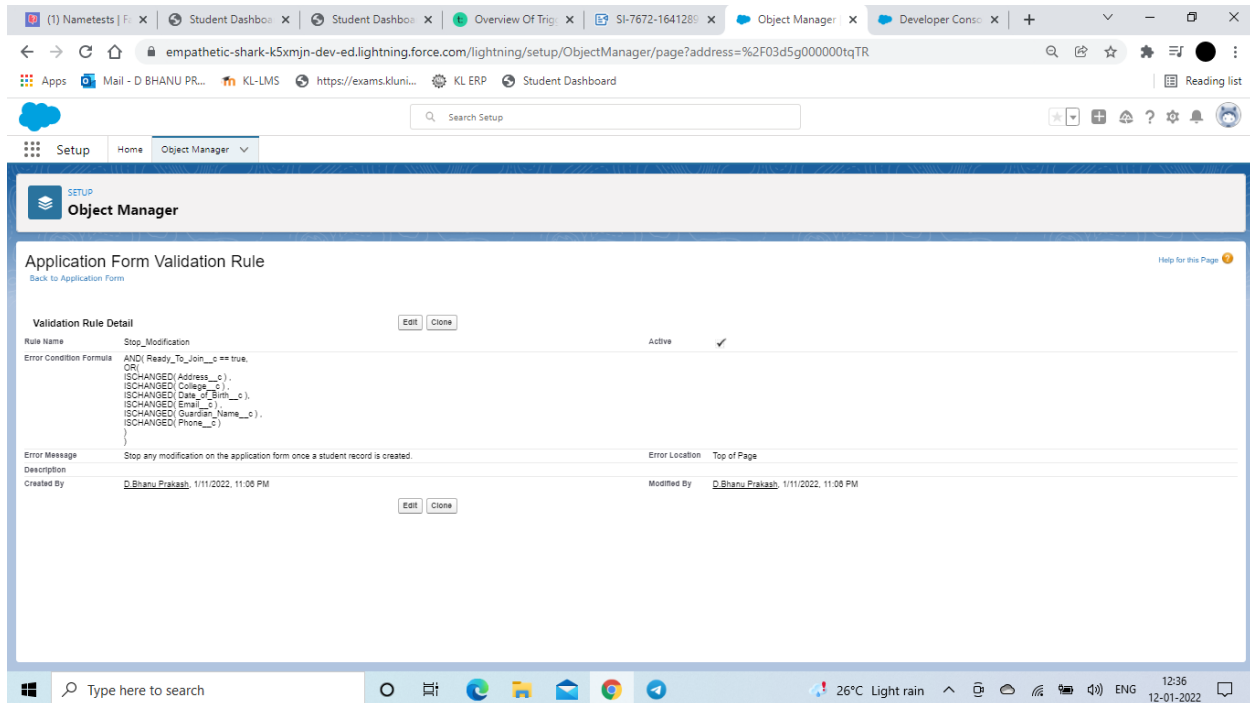 (1) Nametests | Fa
Student Dashboa
Student Dashboa
Overview Of Trigg
SI-7672-1641289
Object Manager |
Developer Conso
empathetic-shark-k5xmjn-dev-ed.lightning.force.com/lightning/setup/ObjectManager/page?address=%2F03d5g000000tqTR
Apps Mail - D BHANU PR... KL-LMS https://exams.kluni... KL ERP Student Dashboard Reading list
Search Setup
Setup Home Object Manager
SETUP
Object Manager
Application Form Validation Rule
Help for this Page
Back to Application Form
Validation Rule Detail Edit Clone
Rule Name Stop_Modification Active
Error Condition Formula AND( Ready_To_Join__c == true,
OR(
ISCHANGED( Address__c ) ,
ISCHANGED( College__c ) ,
ISCHANGED( Date_of_Birth__c ),
ISCHANGED( Email__c ) ,
ISCHANGED( Guardian_Name__c ) ,
ISCHANGED( Phone__c )
)
)
Error Message Stop any modification on the application form once a student record is created. Error Location Top of Page
Description
Created By D.Bhanu Prakash, 1/11/2022, 11:06 PM Modified By D.Bhanu Prakash, 1/11/2022, 11:06 PM
Edit Clone
Type here to search
26°C Light rain
ENG
12:36
12-01-2022